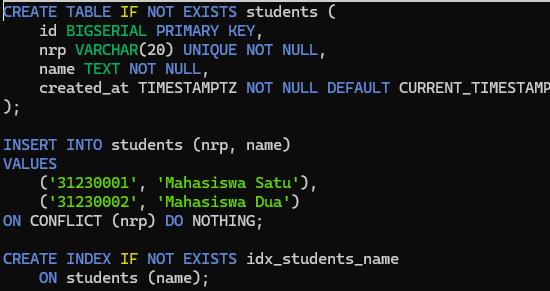 CREATE TABLE IF NOT EXISTS students (
    id BIGSERIAL PRIMARY KEY,
    nrp VARCHAR(20) UNIQUE NOT NULL,
    name TEXT NOT NULL,
    created_at TIMESTAMPTZ NOT NULL DEFAULT CURRENT_TIMESTAMP
);

INSERT INTO students (nrp, name)
VALUES
    ('31230001', 'Mahasiswa Satu'),
    ('31230002', 'Mahasiswa Dua')
ON CONFLICT (nrp) DO NOTHING;

CREATE INDEX IF NOT EXISTS idx_students_name
    ON students (name);